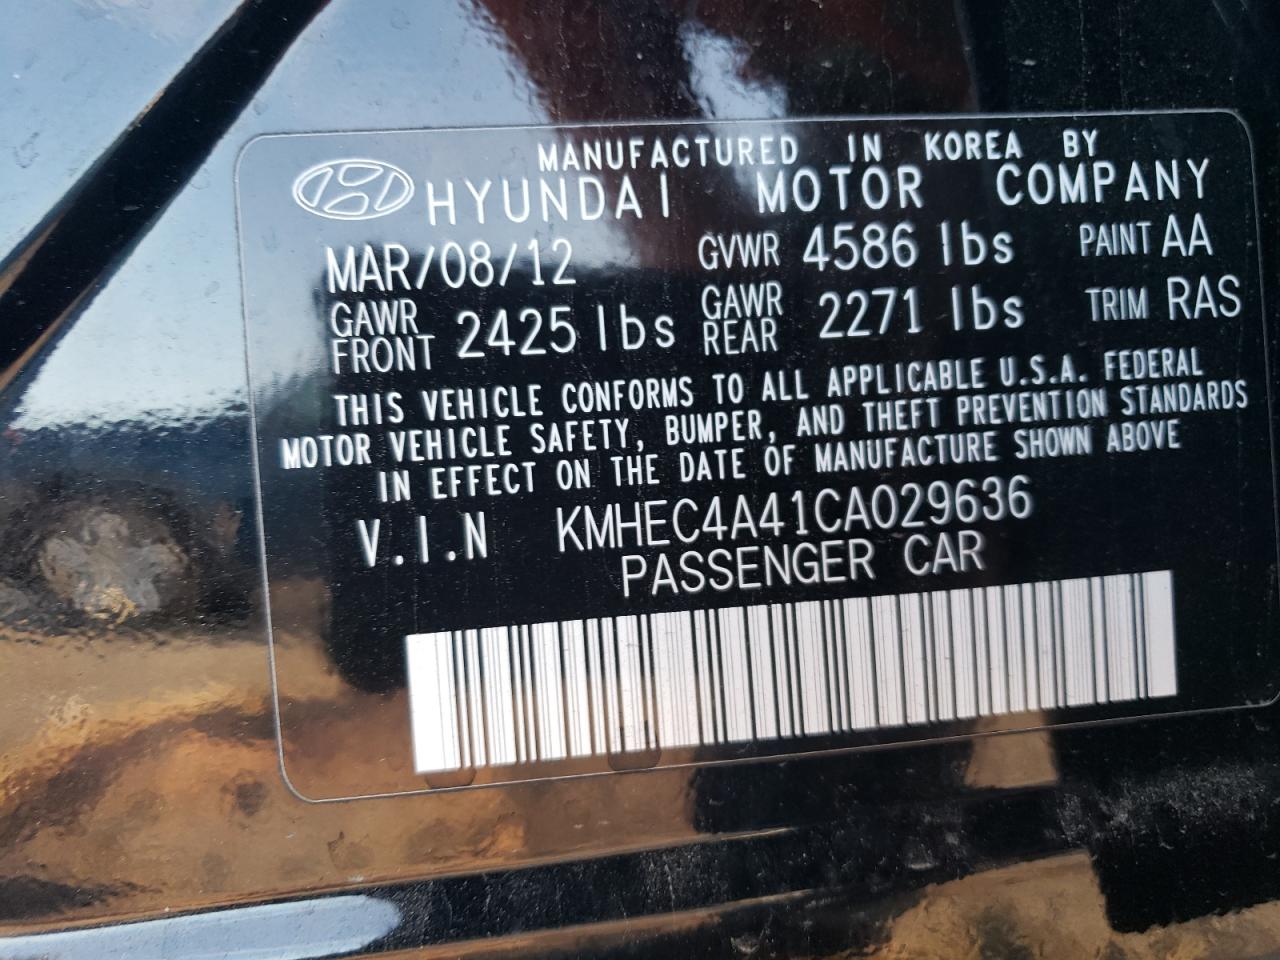 MANUFACTURED IN KOREA BY
HYUNDAI MOTOR COMPANY
MAR/08/12 GVWR 4586 lbs PAINT AA
GAWR FRONT 2425 lbs GAWR REAR 2271 lbs TRIM RAS
THIS VEHICLE CONFORMS TO ALL APPLICABLE U.S.A. FEDERAL
MOTOR VEHICLE SAFETY, BUMPER, AND THEFT PREVENTION STANDARDS
IN EFFECT ON THE DATE OF MANUFACTURE SHOWN ABOVE
V.I.N KMHEC4A41CA029636
PASSENGER CAR